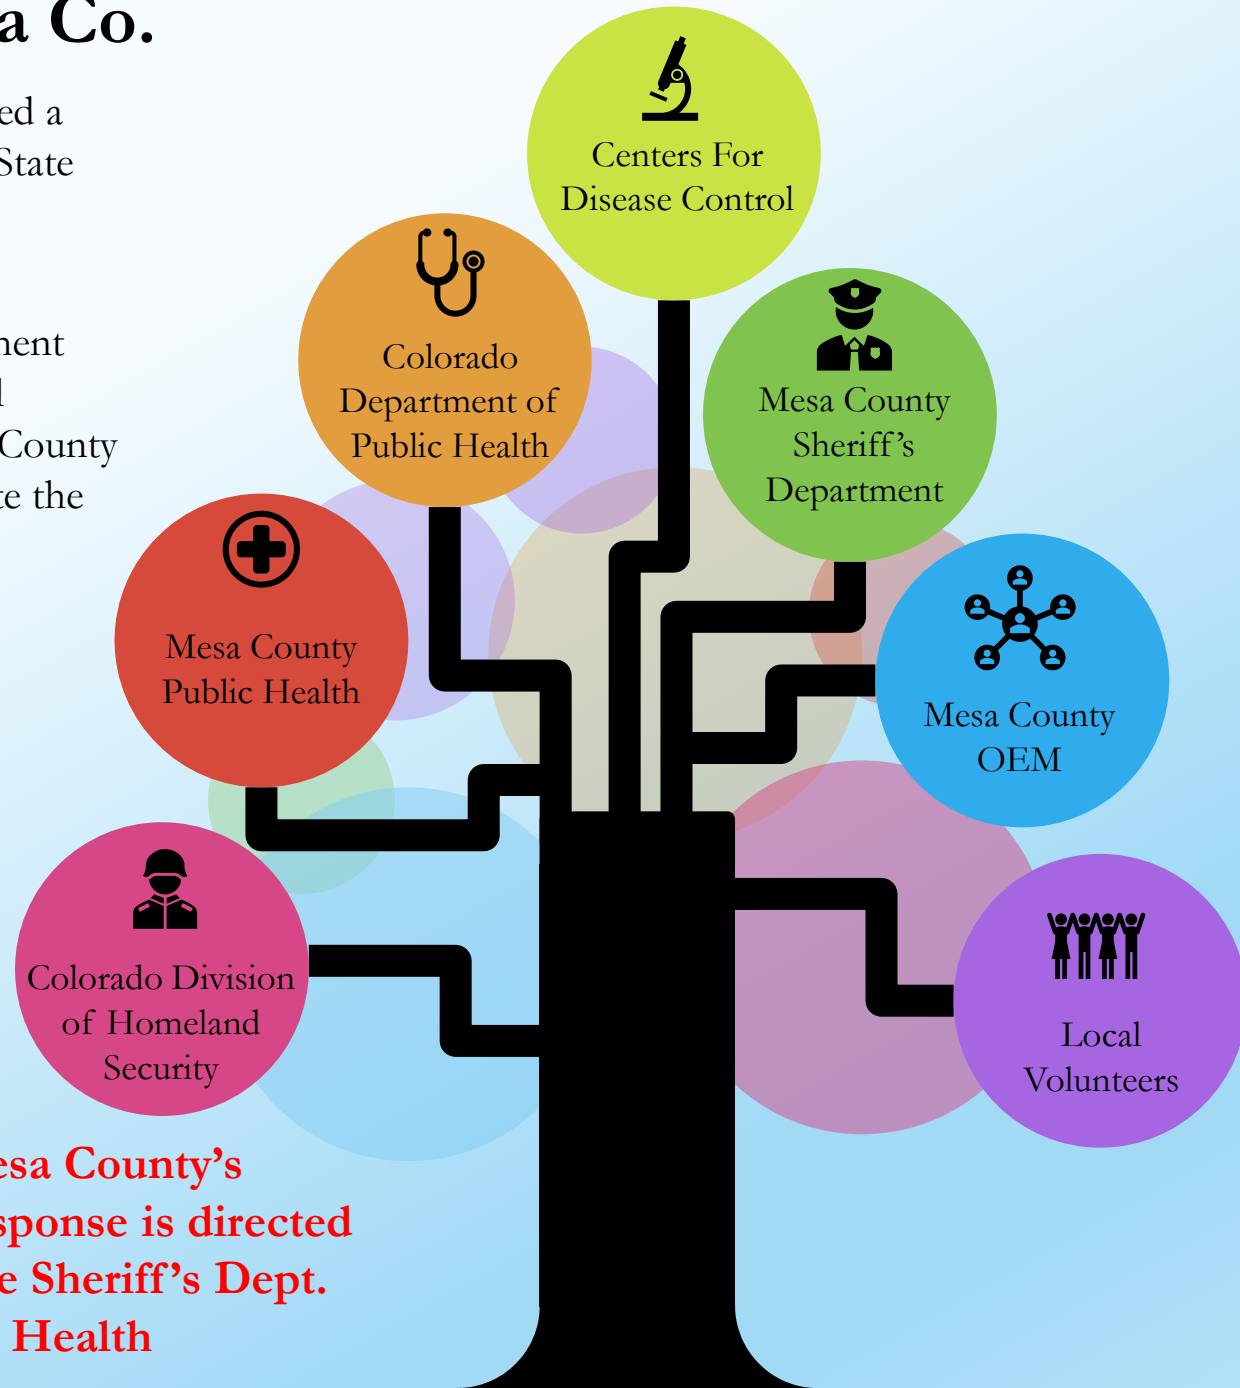 a Co.
ed a
State
ment
l
County
te the
Centers For
Disease Control
Colorado
Department of
Public Health
Mesa County
Sheriff’s
Department
Mesa County
Public Health
Mesa County
OEM
Colorado Division
of Homeland
Security
Local
Volunteers
esa County’s
sponse is directed
e Sheriff’s Dept.
Health